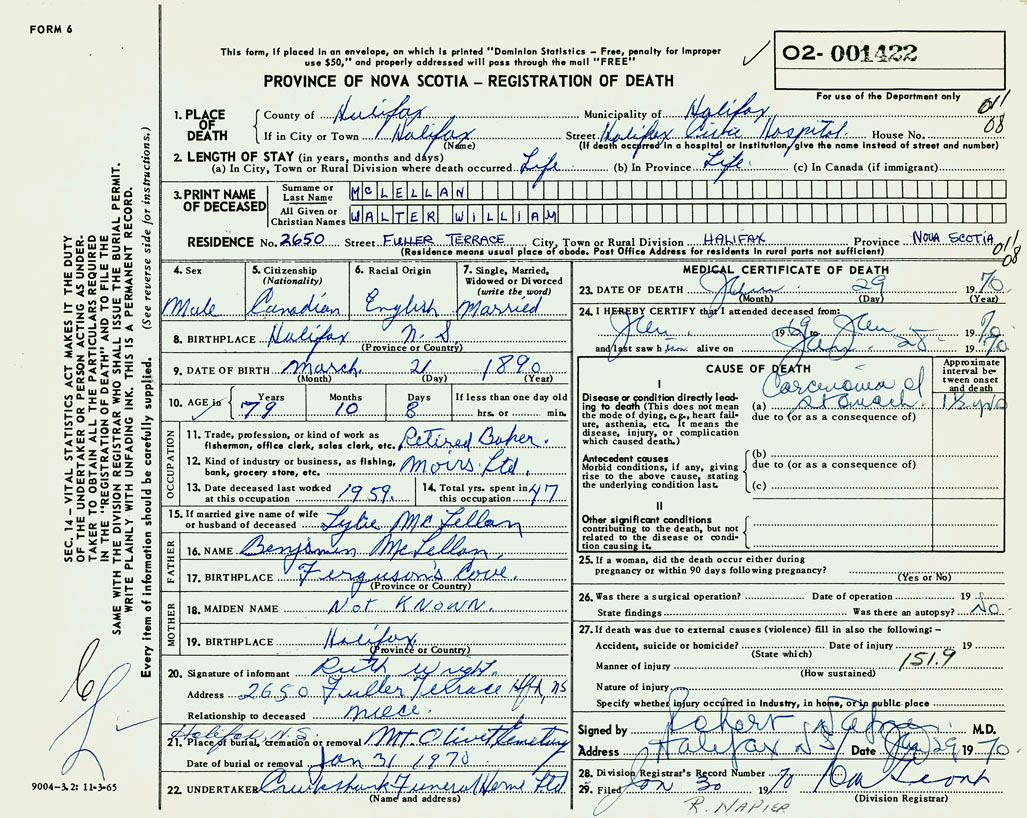 FORM 6
This form, if placed in an envelope, on which is printed "Dominion Statistics – Free, penalty for improper
use $50," and properly addressed will pass through the mail "FREE"
PROVINCE OF NOVA SCOTIA – REGISTRATION OF DEATH
02- 001422
For use of the Department only
011
08
1. PLACE OF DEATH
County of Halifax Municipality of Halifax
If in City or Town Halifax Street Halifax Civic Hospital House No.
(Name) (If death occurred in a hospital or institution, give the name instead of street and number)
2. LENGTH OF STAY (in years, months and days)
(a) In City, Town or Rural Division where death occurred Life (b) In Province Life (c) In Canada (if immigrant)
3. PRINT NAME OF DECEASED
Surname or Last Name McLELLAN
All Given or Christian Names WALTER WILLIAM
RESIDENCE No. 2650 Street FULLER TERRACE City, Town or Rural Division HALIFAX Province NOVA SCOTIA
(Residence means usual place of abode. Post Office Address for residents in rural parts not sufficient)
011
08
4. Sex Male
5. Citizenship (Nationality) Canadian
6. Racial Origin English
7. Single, Married, Widowed or Divorced (write the word) Married
8. BIRTHPLACE Halifax N.S.
(Province or Country)
9. DATE OF BIRTH March 21 1890
(Month) (Day) (Year)
10. AGE in Years 79 Months 10 Days 8 If less than one day old hrs. or min.
OCCUPATION
11. Trade, profession, or kind of work as fisherman, office clerk, sales clerk, etc. Retired Baker.
12. Kind of industry or business, as fishing, bank, grocery store, etc. Moirs Ltd
13. Date deceased last worked at this occupation 1959.
14. Total yrs. spent in this occupation 47
15. If married give name of wife or husband of deceased McLellan
FATHER
16. NAME Benjamin McLellan.
17. BIRTHPLACE Ferguson's Cove.
(Province or Country)
MOTHER
18. MAIDEN NAME Not Known.
19. BIRTHPLACE Halifax.
(Province or Country)
20. Signature of informant Ruth Wright.
Address 2650 Fuller Terrace Hfx, NS
Relationship to deceased niece.
Halifax, N.S.
21. Place of burial, cremation or removal Mt. Olivet Cemetery
Date of burial or removal Jan 31 1970
22. UNDERTAKER Cruikshank Funeral Home Ltd
(Name and address)
MEDICAL CERTIFICATE OF DEATH
23. DATE OF DEATH Jan. 29 1970
(Month) (Day) (Year)
24. I HEREBY CERTIFY that I attended deceased from:
Jan. 1969 to Jan 1970
and last saw him alive on Jan. 28 1970
CAUSE OF DEATH
Approximate interval between onset and death
I
Disease or condition directly leading to death (This does not mean the mode of dying, e.g., heart failure, asthenia, etc. It means the disease, injury, or complication which caused death.)
(a) Carcinoma of stomach 1½ yrs
due to (or as a consequence of)
Antecedent causes
Morbid conditions, if any, giving rise to the above cause, stating the underlying condition last.
(b)
due to (or as a consequence of)
(c)
II
Other significant conditions
contributing to the death, but not related to the disease or condition causing it.
25. If a woman, did the death occur either during pregnancy or within 90 days following pregnancy?
(Yes or No)
26. Was there a surgical operation? Date of operation 19
State findings Was there an autopsy? No
27. If death was due to external causes (violence) fill in also the following: –
Accident, suicide or homicide? Date of injury 19
(State which)
151.9
Manner of injury
(How sustained)
Nature of injury
Specify whether injury occurred in industry, in home, or in public place
Signed by Robert Napier M.D.
Address Halifax NS Date Jan 29 1970
28. Division Registrar's Record Number
29. Filed Jan 30 1970
(Division Registrar)
R. NAPIER
SEC. 14 – VITAL STATISTICS ACT MAKES IT THE DUTY
OF THE UNDERTAKER OR PERSON ACTING AS UNDER-
TAKER TO OBTAIN ALL THE PARTICULARS REQUIRED
IN THE "REGISTRATION OF DEATH" AND TO FILE THE
SAME WITH THE DIVISION REGISTRAR WHO SHALL ISSUE THE BURIAL PERMIT.
WRITE PLAINLY WITH UNFADING INK. THIS IS A PERMANENT RECORD.
Every item of information should be carefully supplied. (See reverse side for instructions.)
9004–3.2: 11-3-65